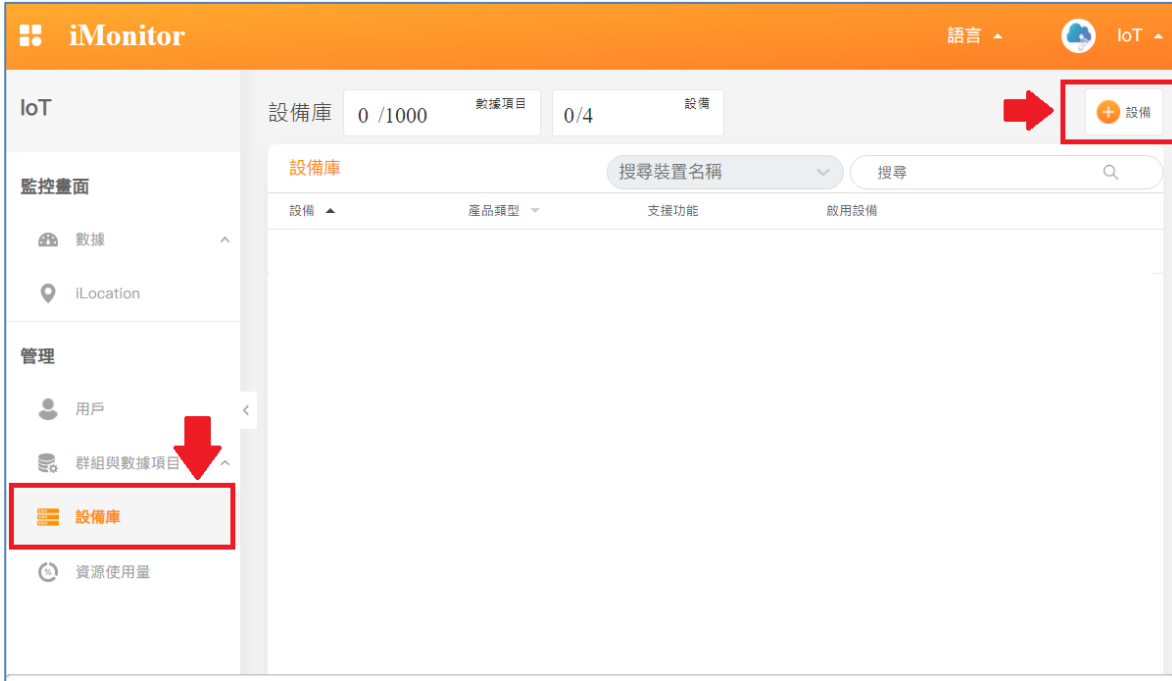 iMonitor
語言
IoT
IoT
監控畫面
數據
iLocation
管理
用戶
群組與數據項目
設備庫
資源使用量
設備庫
0 /1000
數據項目
0/4
設備
設備
設備庫
搜尋裝置名稱
搜尋
設備
產品類型
支援功能
啟用設備